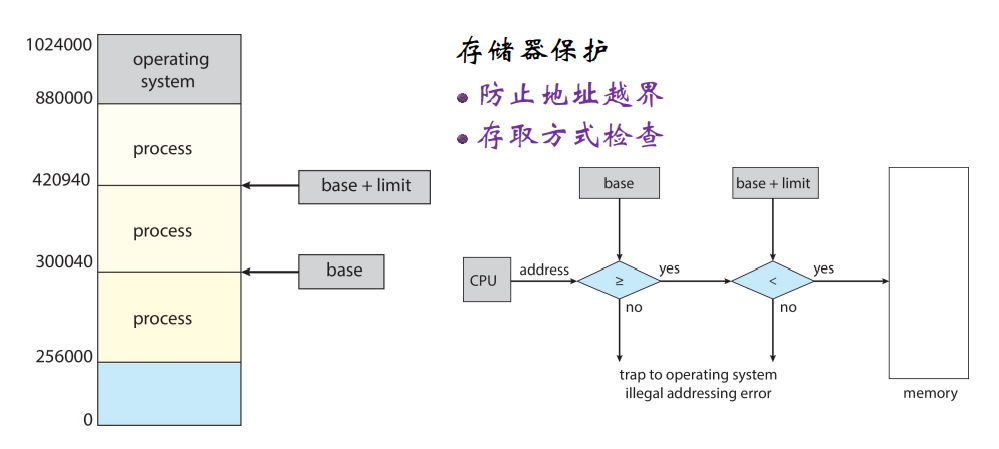 1024000
operating
system
880000
process
420940
base + limit
process
300040
base
process
256000
0
存储器保护
防止地址越界
存取方式检查
base
base + limit
CPU
address
≥
yes
<
yes
no
no
trap to operating system
illegal addressing error
memory